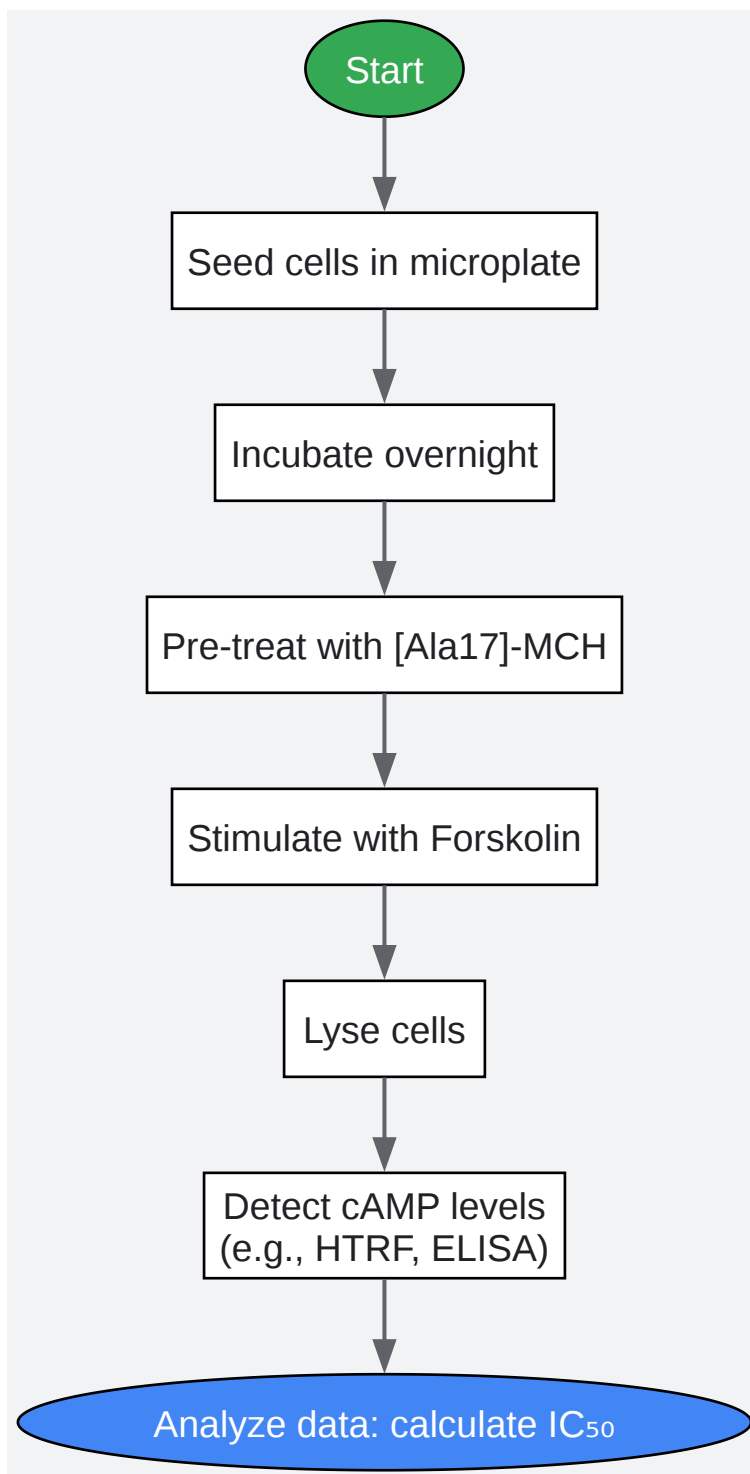 Start
Seed cells in microplate
Incubate overnight
Pre-treat with [Ala17]-MCH
Stimulate with Forskolin
Lyse cells
Detect cAMP levels
(e.g., HTRF, ELISA)
Analyze data: calculate IC₅₀